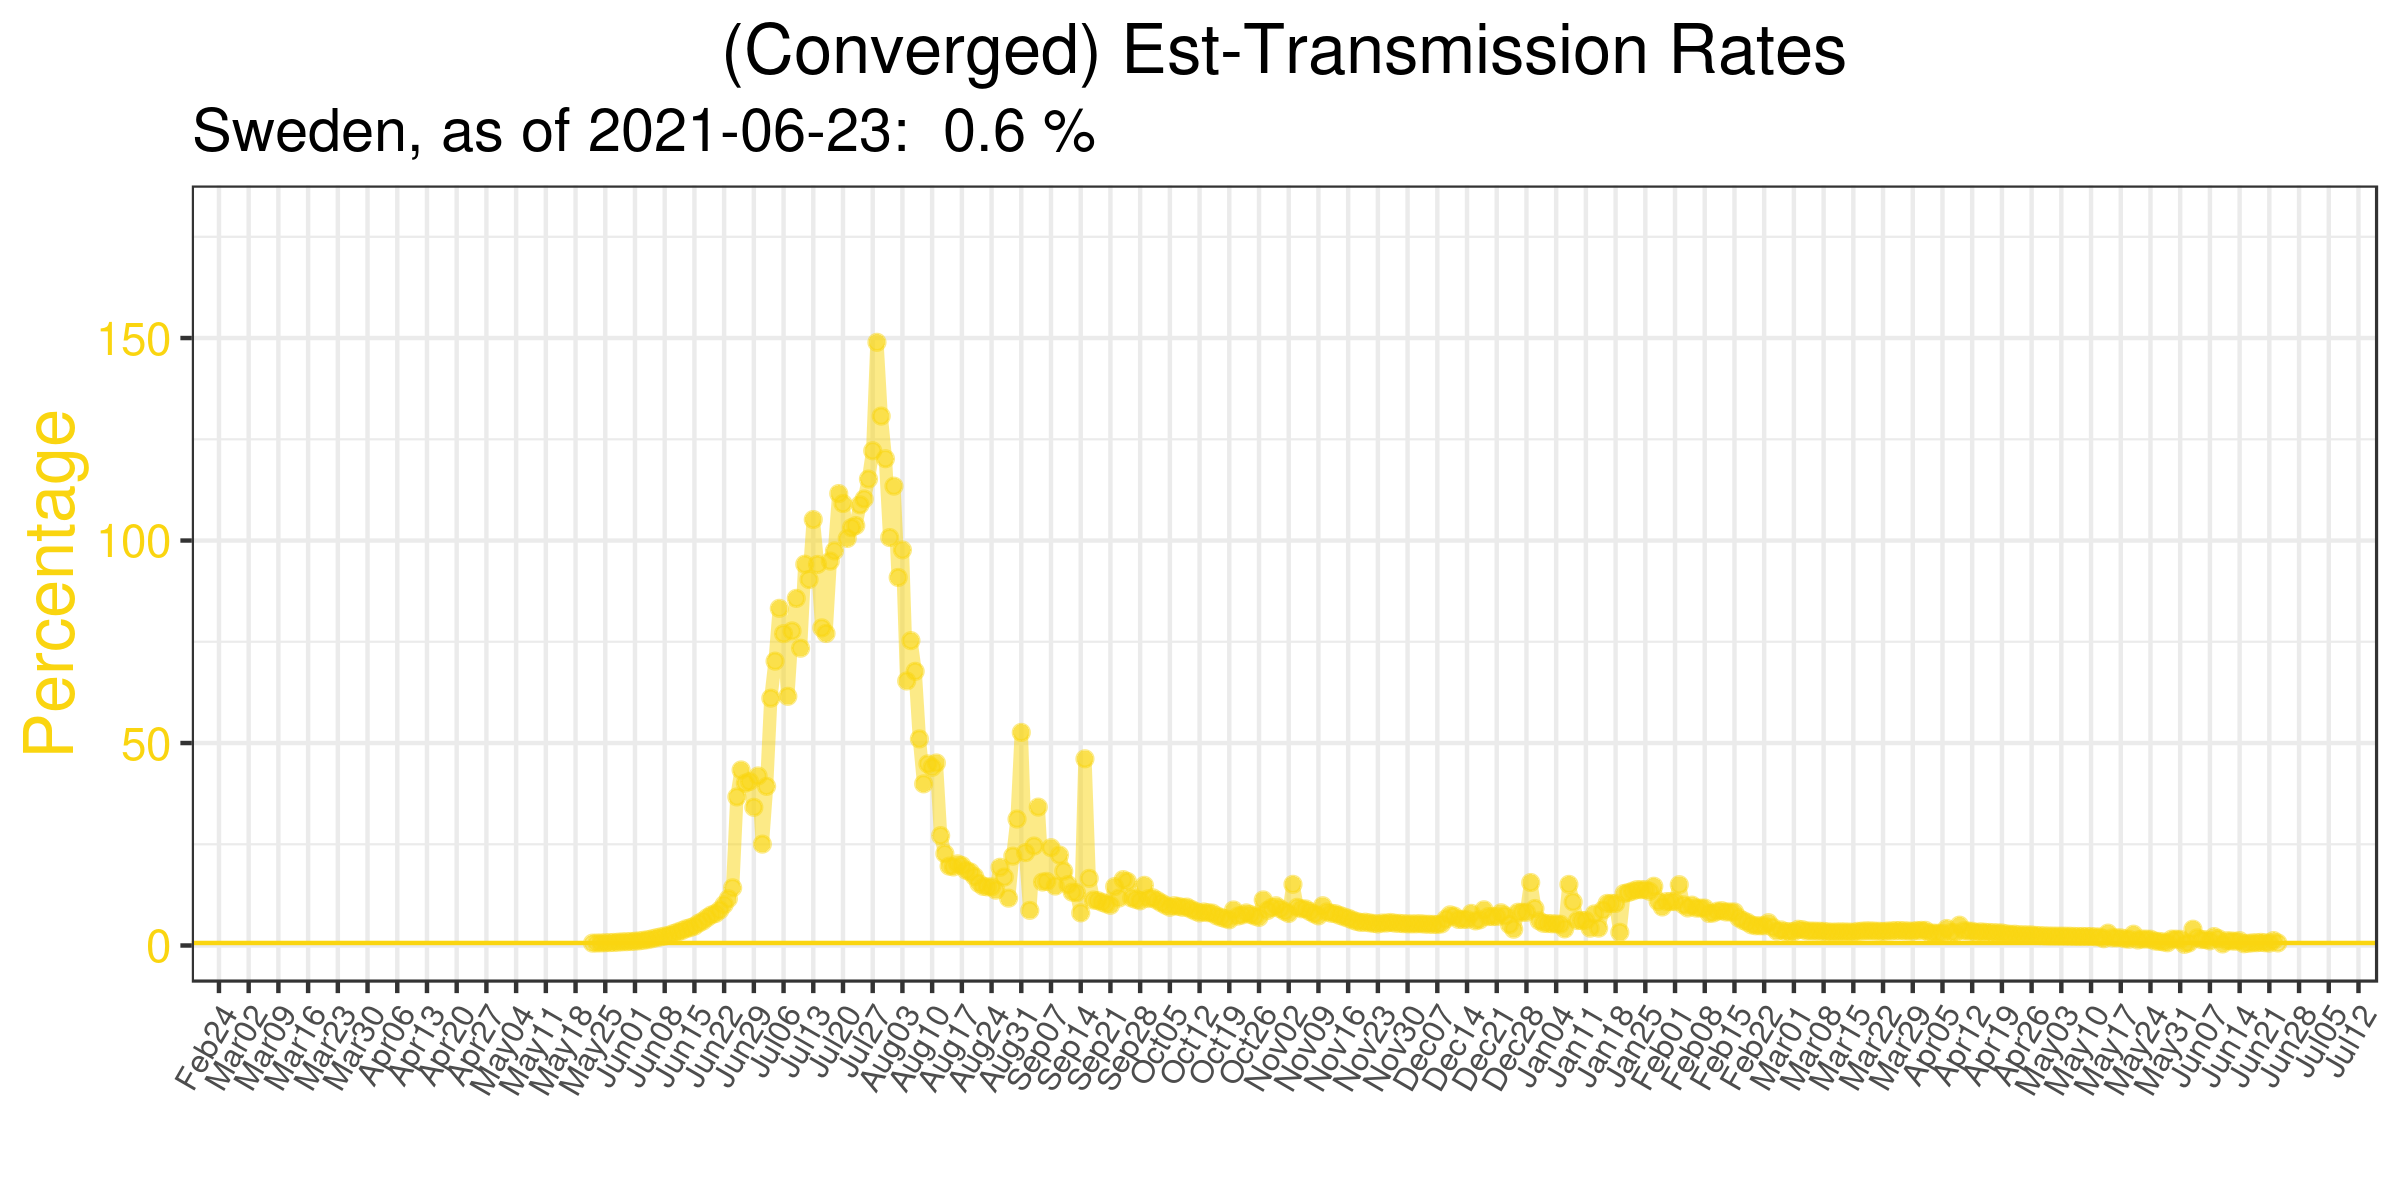 (Converged) Est-Transmission Rates
Sweden, as of 2021-06-23:  0.6 %
Percentage
150
100
50
0
Feb24
Mar02
Mar09
Mar16
Mar23
Mar30
Apr06
Apr13
Apr20
Apr27
May04
May11
May18
May25
Jun01
Jun08
Jun15
Jun22
Jun29
Jul06
Jul13
Jul20
Jul27
Aug03
Aug10
Aug17
Aug24
Aug31
Sep07
Sep14
Sep21
Sep28
Oct05
Oct12
Oct19
Oct26
Nov02
Nov09
Nov16
Nov23
Nov30
Dec07
Dec14
Dec21
Dec28
Jan04
Jan11
Jan18
Jan25
Feb01
Feb08
Feb15
Feb22
Mar01
Mar08
Mar15
Mar22
Mar29
Apr05
Apr12
Apr19
Apr26
May03
May10
May17
May24
May31
Jun07
Jun14
Jun21
Jun28
Jul05
Jul12